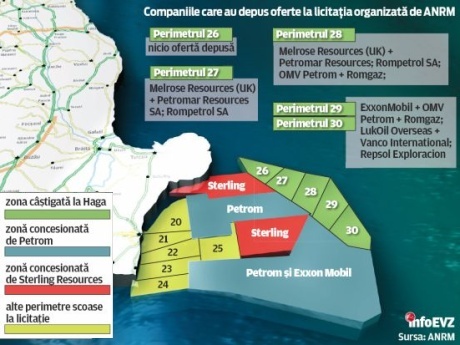 Companiile care au depus oferte la licitația organizată de ANRM
Perimetrul 26
nicio ofertă depusă
Perimetrul 27
Melrose Resources (UK)
+ Petromar Resources
SA; Rompetrol SA
Perimetrul 28
Melrose Resources (UK) +
Petromar Resources; Rompetrol SA;
OMV Petrom + Romgaz;
Perimetrul 29
Perimetrul 30
ExxonMobil + OMV
Petrom + Romgaz;
LukOil Overseas +
Vanco International;
Repsol Exploracion
26
27
28
29
30
Sterling
Petrom
Sterling
20
21
22
23
24
25
Petrom și Exxon Mobil
zona câștigată la Haga
zonă concesionată
de Petrom
zonă concesionată
de Sterling Resources
alte perimetre scoase
la licitație
infoEVZ
Sursa: ANRM